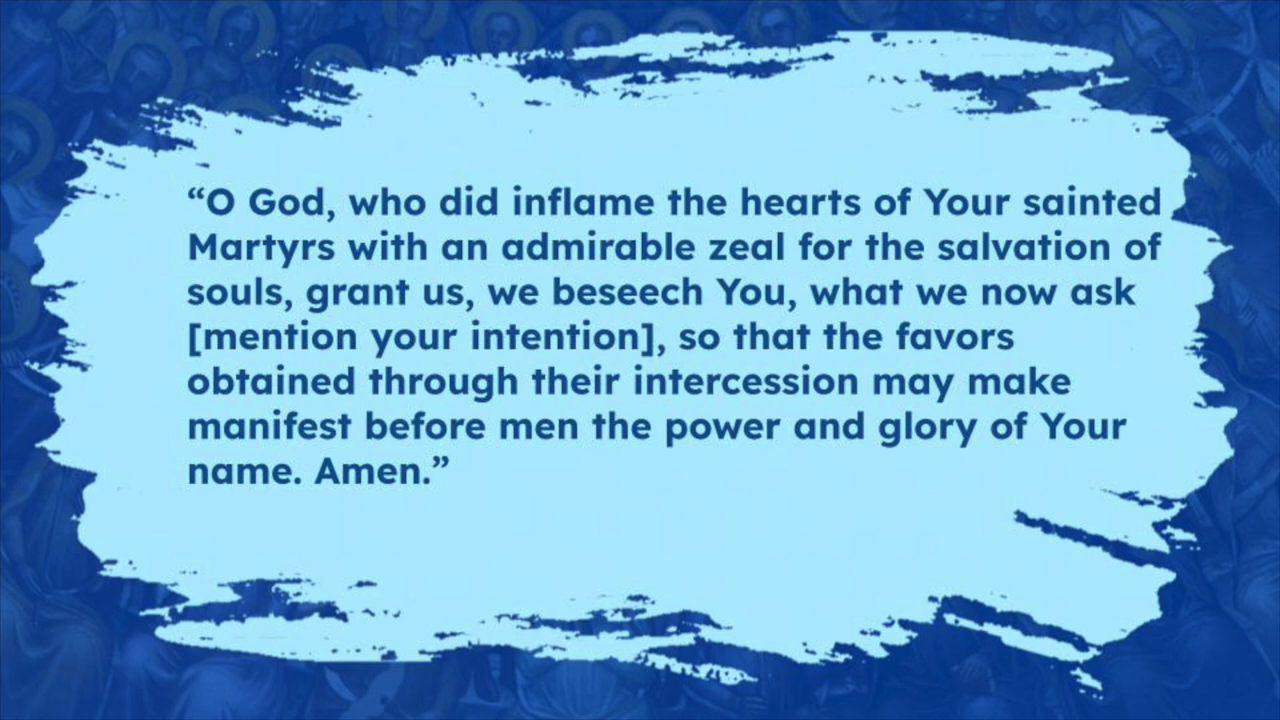 “O God, who did inflame the hearts of Your sainted
Martyrs with an admirable zeal for the salvation of
souls, grant us, we beseech You, what we now ask
[mention your intention], so that the favors
obtained through their intercession may make
manifest before men the power and glory of Your
name. Amen.”